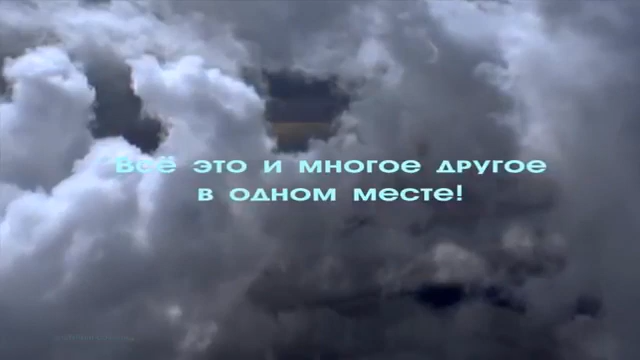 Всё это и многое другое
в одном месте!